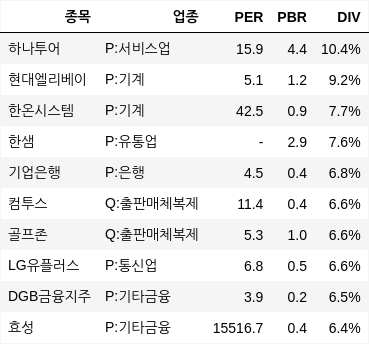 종목 업종 PER PBR DIV
하나투어 P:서비스업 15.9 4.4 10.4%
현대엘리베이 P:기계 5.1 1.2 9.2%
한온시스템 P:기계 42.5 0.9 7.7%
한샘 P:유통업 - 2.9 7.6%
기업은행 P:은행 4.5 0.4 6.8%
컴투스 Q:출판매체복제 11.4 0.4 6.6%
골프존 Q:출판매체복제 5.3 1.0 6.6%
LG유플러스 P:통신업 6.8 0.5 6.6%
DGB금융지주 P:기타금융 3.9 0.2 6.5%
효성 P:기타금융 15516.7 0.4 6.4%